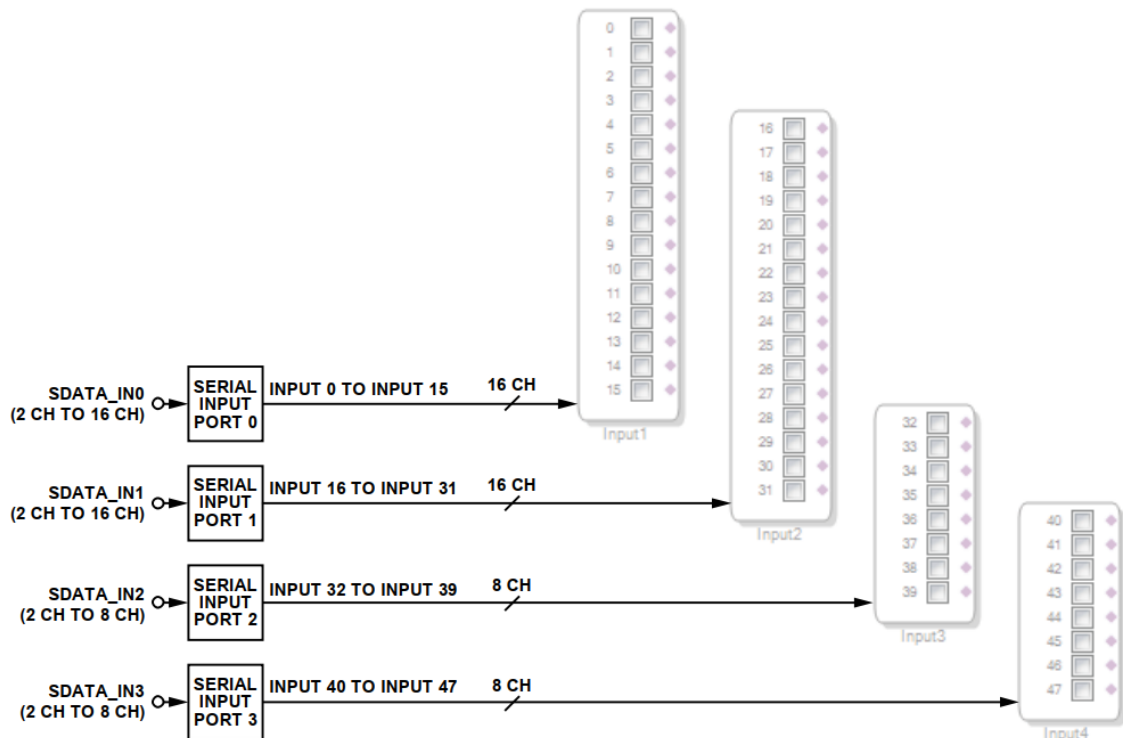 0
1
2
3
4
5
6
7
8
9
10
11
12
13
14
15
Input1
16
17
18
19
20
21
22
23
24
25
26
27
28
29
30
31
Input2
32
33
34
35
36
37
38
39
Input3
40
41
42
43
44
45
46
47
Input4
SDATA_IN0
(2 CH TO 16 CH)
SERIAL
INPUT
PORT 0
INPUT 0 TO INPUT 15
16 CH
SDATA_IN1
(2 CH TO 16 CH)
SERIAL
INPUT
PORT 1
INPUT 16 TO INPUT 31
16 CH
SDATA_IN2
(2 CH TO 8 CH)
SERIAL
INPUT
PORT 2
INPUT 32 TO INPUT 39
8 CH
SDATA_IN3
(2 CH TO 8 CH)
SERIAL
INPUT
PORT 3
INPUT 40 TO INPUT 47
8 CH